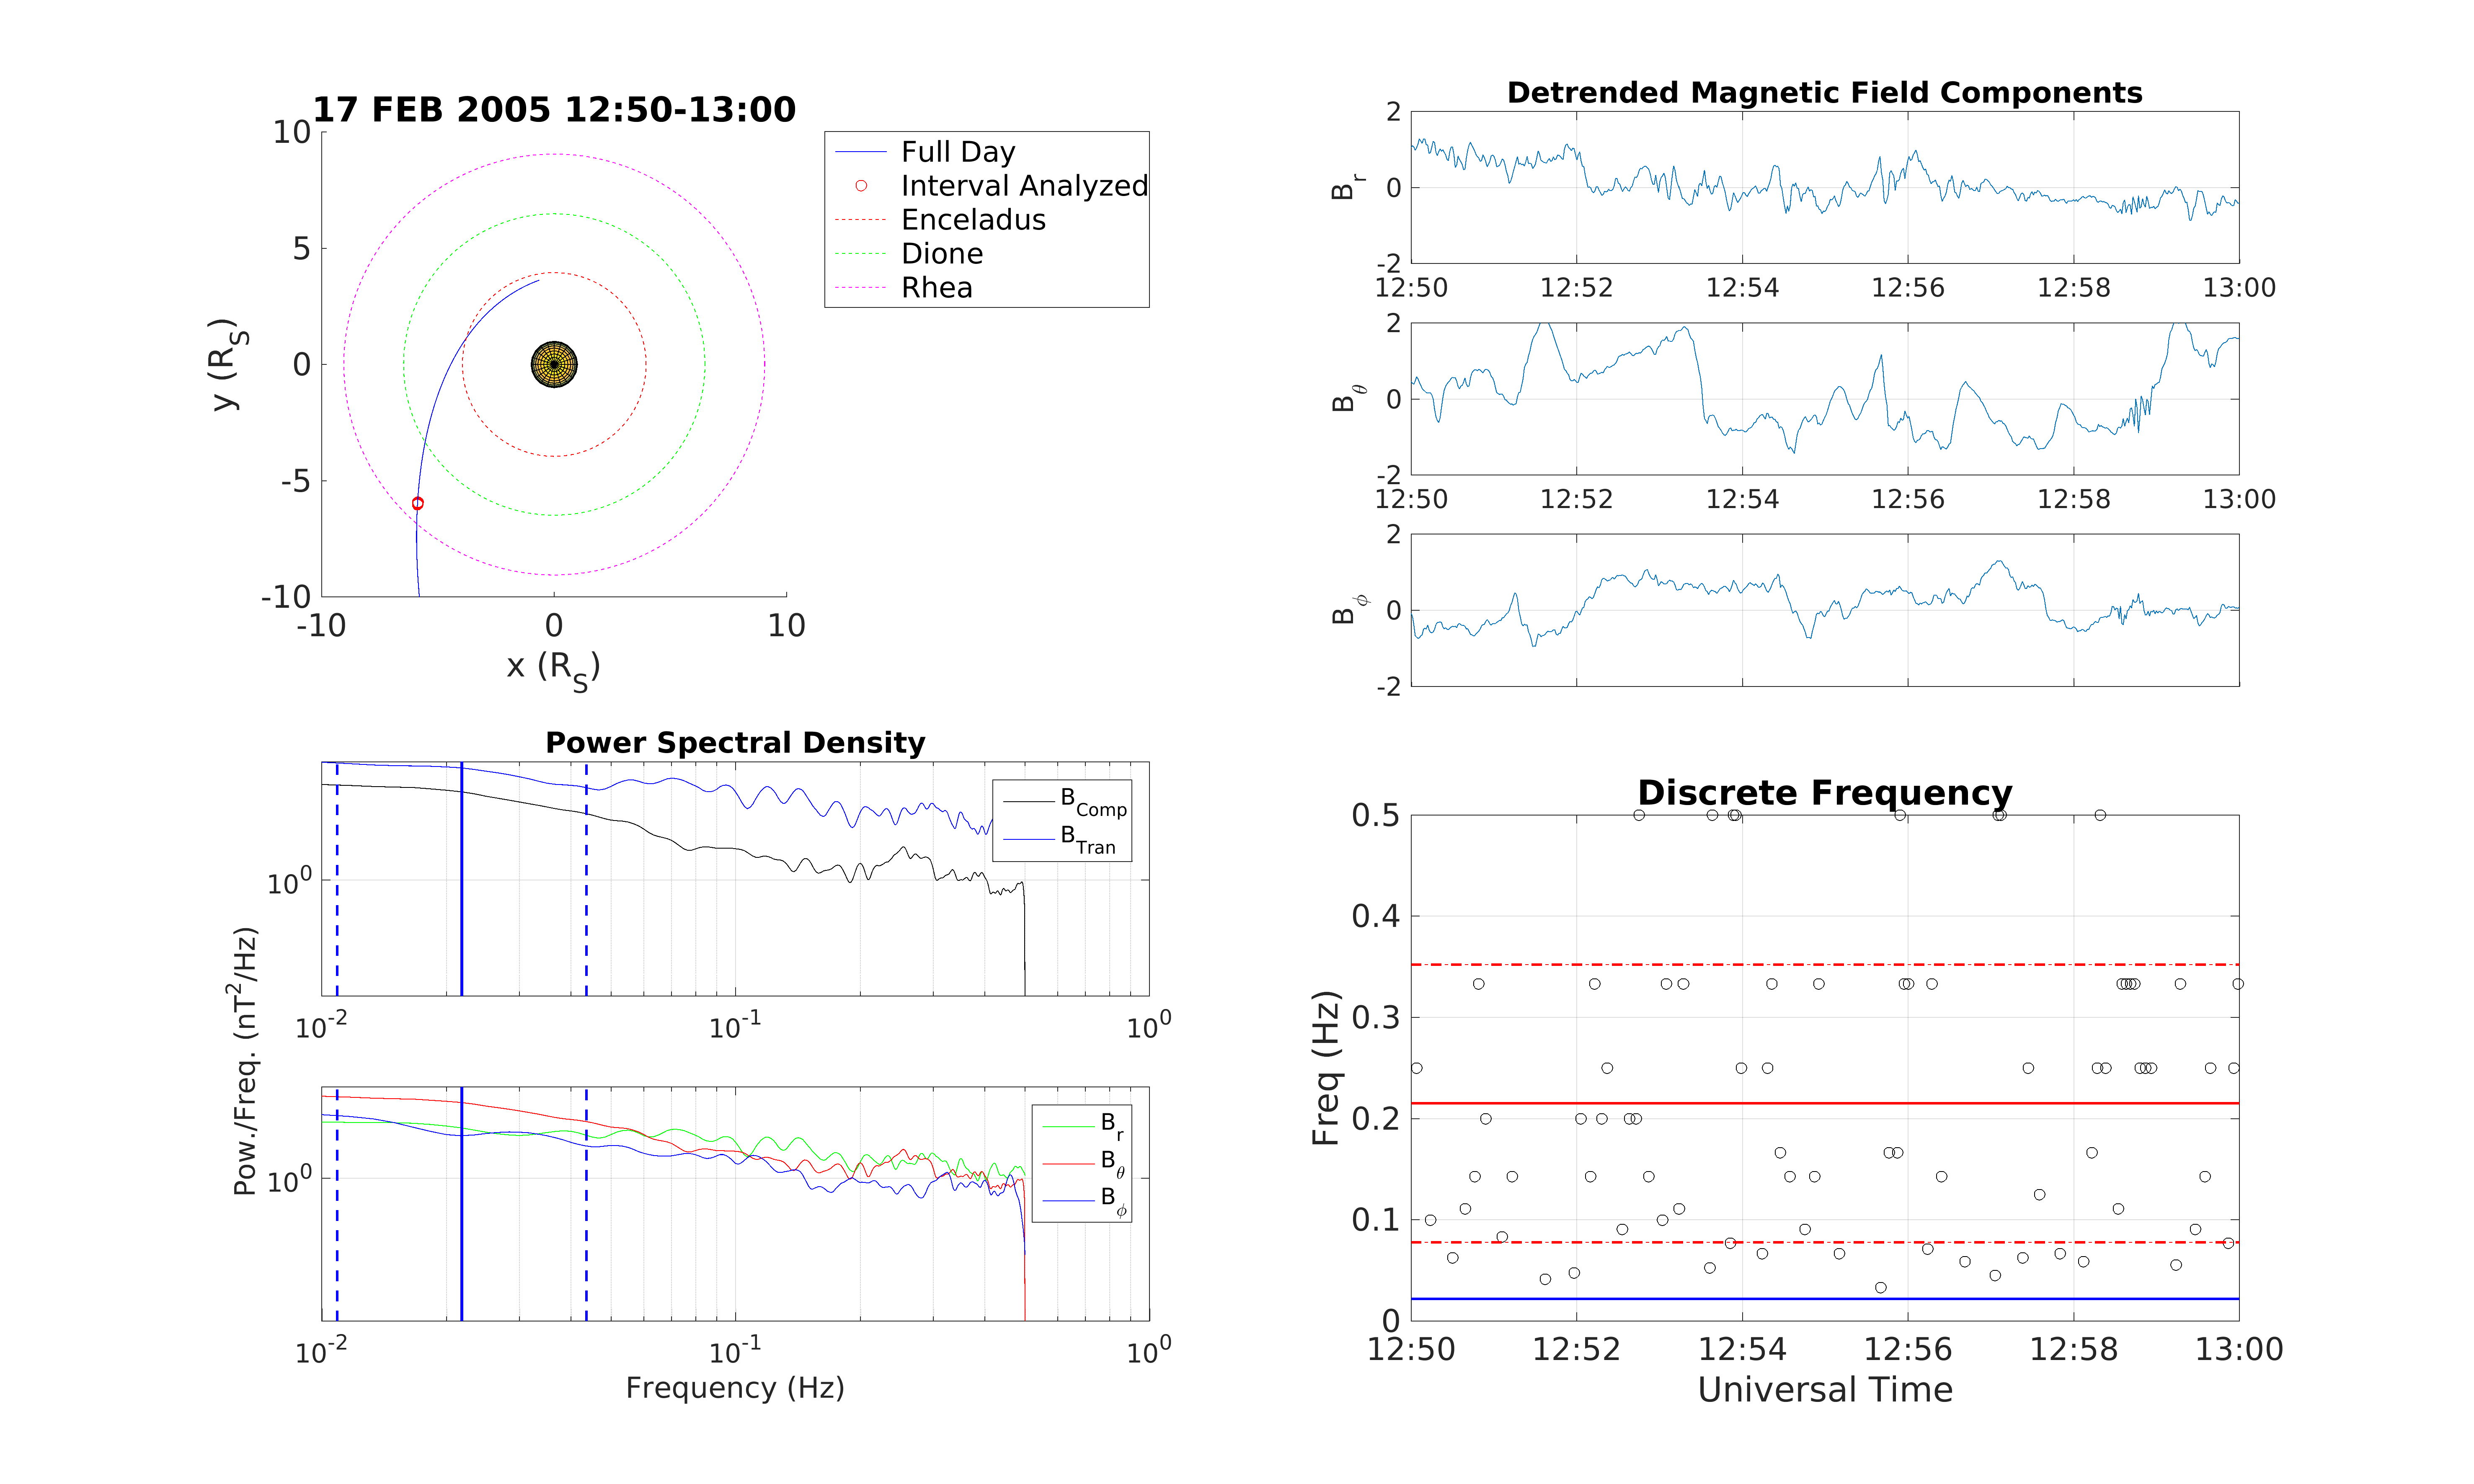 17 FEB 2005 12:50-13:00
10
5
0
-5
-10
-10 0 10
y (R_S)
x (R_S)
Full Day
Interval Analyzed
Enceladus
Dione
Rhea
Detrended Magnetic Field Components
2
0
-2
B_r
12:50 12:52 12:54 12:56 12:58 13:00
2
0
-2
B_θ
12:50 12:52 12:54 12:56 12:58 13:00
2
0
-2
B_ϕ
Power Spectral Density
10^0
B_Comp
B_Tran
10^-2 10^-1 10^0
Pow./Freq. (nT^2/Hz)
10^0
B_r
B_θ
B_ϕ
10^-2 10^-1 10^0
Frequency (Hz)
Discrete Frequency
0.5
0.4
0.3
0.2
0.1
0
Freq (Hz)
12:50 12:52 12:54 12:56 12:58 13:00
Universal Time